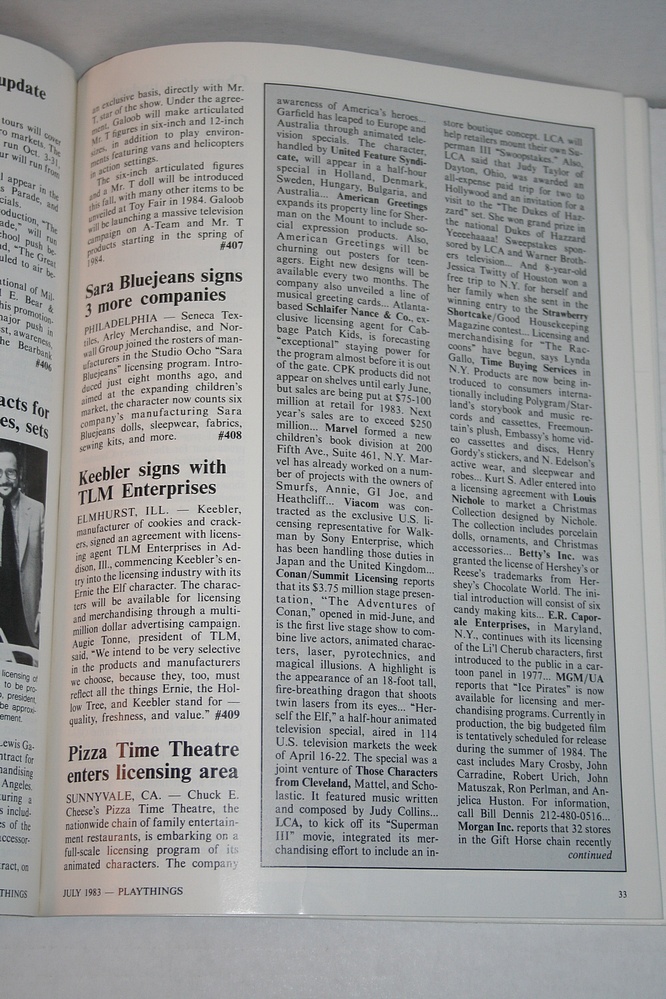 update
tours will cover
markets. The
run Oct. 3-31,
ur will run from
l appear in the
s Parade, and
cials.
oduction, "The
ade," will run
chool push be-
d, "The Great
uled to air be-
ational of Mil-
d E. Bear &
his promotion-
major push in
st, awareness,
he Bearbank
#406
acts for
es, sets
licensing of
to be pro-
president,
be approx-
ement.
Lewis Ga-
ntract for
handising
Angeles.
turing a
s includ-
es of the
accessor-
ract, on
THINGS
an exclusive basis, directly with Mr.
T, star of the show. Under the agree-
ment, Galoob will make articulated
Mr. T figures in six-inch and 12-inch
sizes, in addition to play environ-
ments featuring vans and helicopters
in action settings.
The six-inch articulated figures
and a Mr. T doll will be introduced
this fall, with many other items to be
unveiled at Toy Fair in 1984. Galoob
will be launching a massive television
campaign on A-Team and Mr. T
products starting in the spring of
1984. #407
Sara Bluejeans signs
3 more companies
PHILADELPHIA — Seneca Tex-
tiles, Arley Merchandise, and Nor-
wall Group joined the rosters of man-
ufacturers in the Studio Ocho "Sara
Bluejeans" licensing program. Intro-
duced just eight months ago, and
aimed at the expanding children's
market, the character now counts six
company's manufacturing Sara
Bluejeans dolls, sleepwear, fabrics,
sewing kits, and more. #408
Keebler signs with
TLM Enterprises
ELMHURST, ILL. — Keebler,
manufacturer of cookies and crack-
ers, signed an agreement with licens-
ing agent TLM Enterprises in Ad-
dison, Ill., commencing Keebler's en-
try into the licensing industry with its
Ernie the Elf character. The charac-
ters will be available for licensing
and merchandising through a multi-
million dollar advertising campaign.
Augie Tonne, president of TLM,
said, "We intend to be very selective
in the products and manufacturers
we choose, because they, too, must
reflect all the things Ernie, the Hol-
low Tree, and Keebler stand for —
quality, freshness, and value." #409
Pizza Time Theatre
enters licensing area
SUNNYVALE, CA. — Chuck E.
Cheese's Pizza Time Theatre, the
nationwide chain of family entertain-
ment restaurants, is embarking on a
full-scale licensing program of its
animated characters. The company
awareness of America's heroes...
Garfield has leaped to Europe and
Australia through animated tele-
vision specials. The character,
handled by United Feature Syndi-
cate, will appear in a half-hour
special in Holland, Denmark,
Sweden, Hungary, Bulgaria, and
Australia... American Greetings
expands its property line for Sher-
man on the Mount to include so-
cial expression products. Also,
American Greetings will be
churning out posters for teen-
agers. Eight new designs will be
available every two months. The
company also unveiled a line of
musical greeting cards... Atlanta-
based Schlaifer Nance & Co., ex-
clusive licensing agent for Cab-
bage Patch Kids, is forecasting
"exceptional" staying power for
the program almost before it is out
of the gate. CPK products did not
appear on shelves until early June,
but sales are being put at $75-100
million at retail for 1983. Next
year's sales are to exceed $250
million... Marvel formed a new
children's book division at 200
Fifth Ave., Suite 461, N.Y. Mar-
vel has already worked on a num-
ber of projects with the owners of
Smurfs, Annie, GI Joe, and
Heathcliff... Viacom was con-
tracted as the exclusive U.S. li-
censing representative for Walk-
man by Sony Enterprise, which
has been handling those duties in
Japan and the United Kingdom...
Conan/Summit Licensing reports
that its $3.75 million stage presen-
tation, "The Adventures of
Conan," opened in mid-June, and
is the first live stage show to com-
bine live actors, animated charac-
ters, laser, pyrotechnics, and
magical illusions. A highlight is
the appearance of an 18-foot tall,
fire-breathing dragon that shoots
twin lasers from its eyes... "Her-
self the Elf," a half-hour animated
television special, aired in 114
U.S. television markets the week
of April 16-22. The special was a
joint venture of Those Characters
from Cleveland, Mattel, and Scho-
lastic. It featured music written
and composed by Judy Collins...
LCA, to kick off its "Superman
III" movie, integrated its mer-
chandising effort to include an in-
store boutique concept. LCA will
help retailers mount their own Su-
perman III "Swoopstakes." Also,
LCA said that Judy Taylor of
Dayton, Ohio, was awarded an
all-expense paid trip for two to
Hollywood and an invitation for a
visit to the "The Dukes of Haz-
zard" set. She won grand prize in
the national Dukes of Hazzard
Yeeeehaaaa! Sweepstakes spon-
sored by LCA and Warner Broth-
ers television... And 8-year-old
Jessica Twitty of Houston won a
free trip to N.Y. for herself and
her family when she sent in the
winning entry to the Strawberry
Shortcake/Good Housekeeping
Magazine contest... Licensing and
merchandising for "The Rac-
coons" have begun, says Lynda
Gallo, Time Buying Services in
N.Y. Products are now being in-
troduced to consumers interna-
tionally including Polygram/Star-
land's storybook and music re-
cords and cassettes, Freemoun-
tain's plush, Embassy's home vid-
eo cassettes and discs, Henry
Gordy's stickers, and N. Edelson's
active wear, and sleepwear and
robes... Kurt S. Adler entered into
a licensing agreement with Louis
Nichole to market a Christmas
Collection designed by Nichole.
The collection includes porcelain
dolls, ornaments, and Christmas
accessories... Betty's Inc. was
granted the license of Hershey's or
Reese's trademarks from Her-
shey's Chocolate World. The ini-
tial introduction will consist of six
candy making kits... E.R. Capor-
ale Enterprises, in Maryland,
N.Y., continues with its licensing
of the Li'l Cherub characters, first
introduced to the public in a car-
toon panel in 1977... MGM/UA
reports that "Ice Pirates" is now
available for licensing and mer-
chandising programs. Currently in
production, the big budgeted film
is tentatively scheduled for release
during the summer of 1984. The
cast includes Mary Crosby, John
Carradine, Robert Urich, John
Matuszak, Ron Perlman, and An-
jelica Huston. For information,
call Bill Dennis 212-480-0516...
Morgan Inc. reports that 32 stores
in the Gift Horse chain recently
continued
JULY 1983 — PLAYTHINGS
33